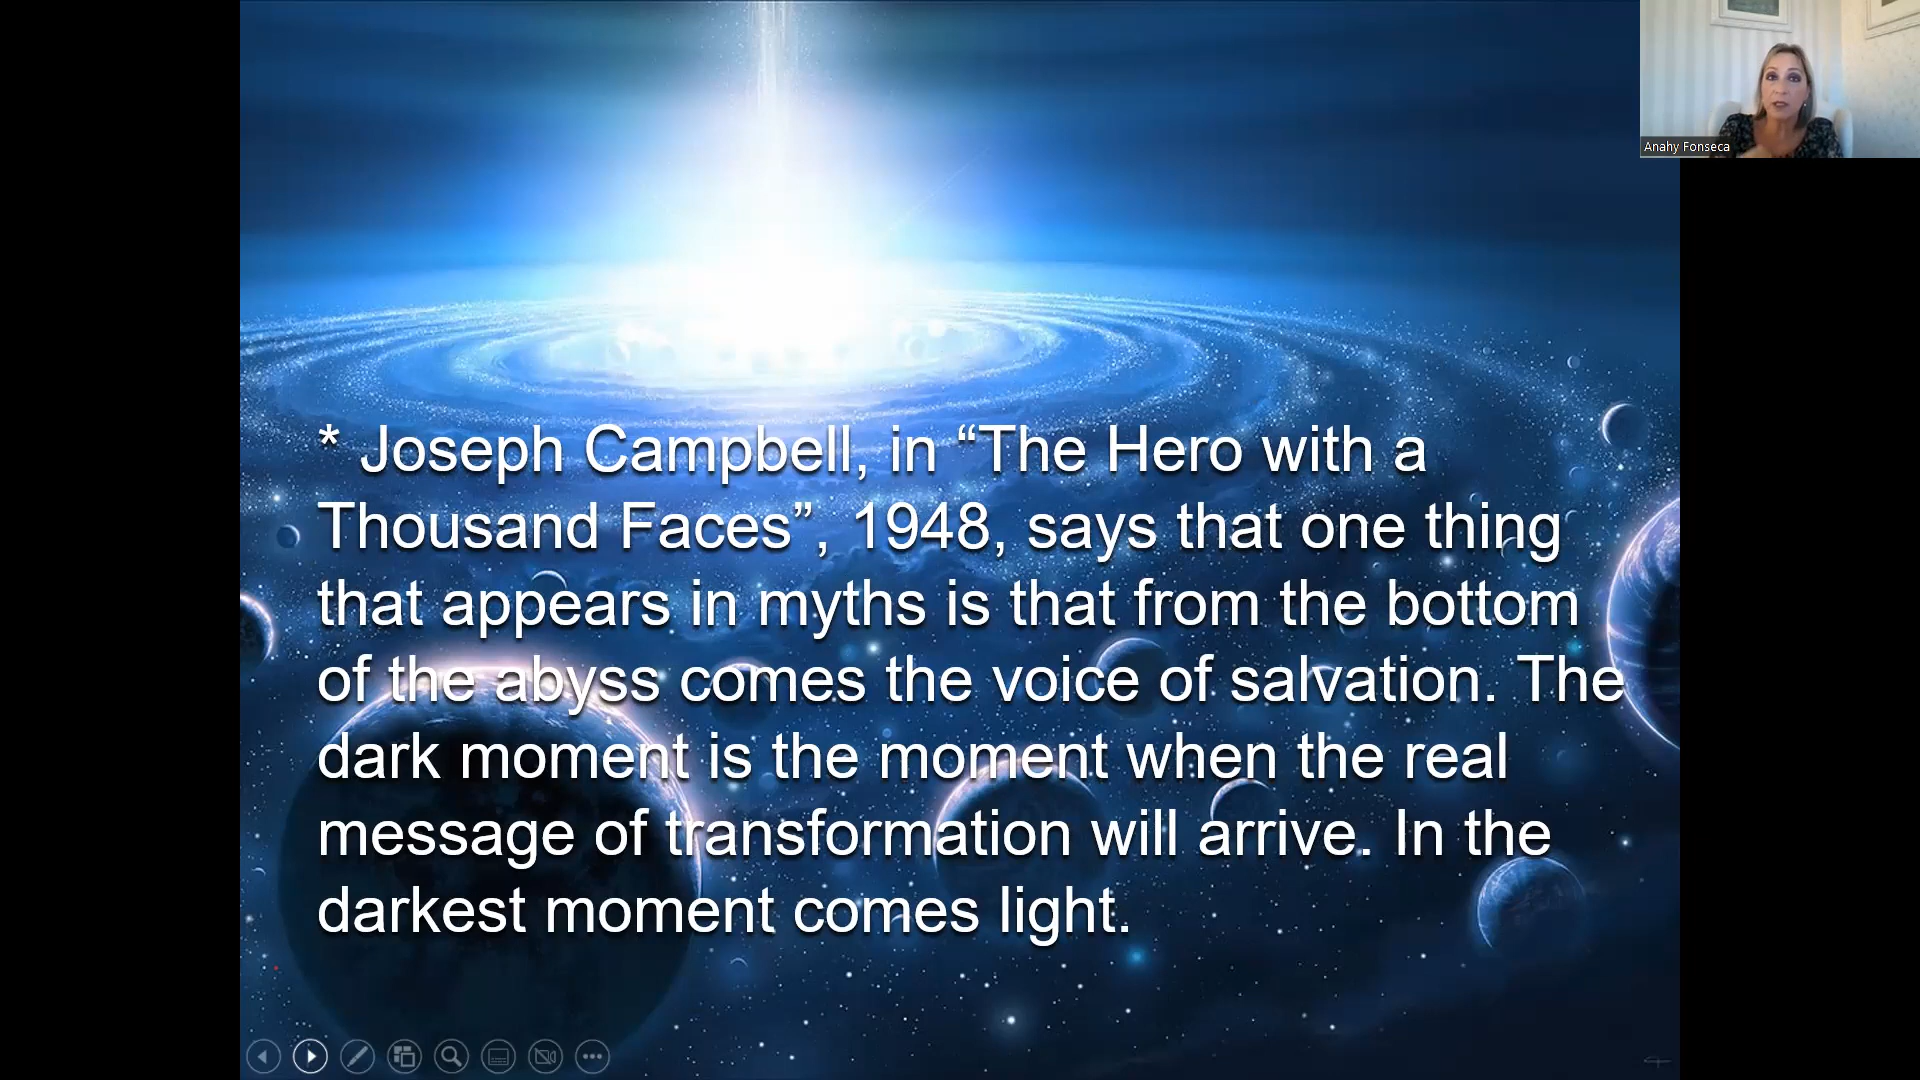 Anahy Fonseca
* Joseph Campbell, in “The Hero with a
Thousand Faces”, 1948, says that one thing
that appears in myths is that from the bottom
of the abyss comes the voice of salvation. The
dark moment is the moment when the real
message of transformation will arrive. In the
darkest moment comes light.